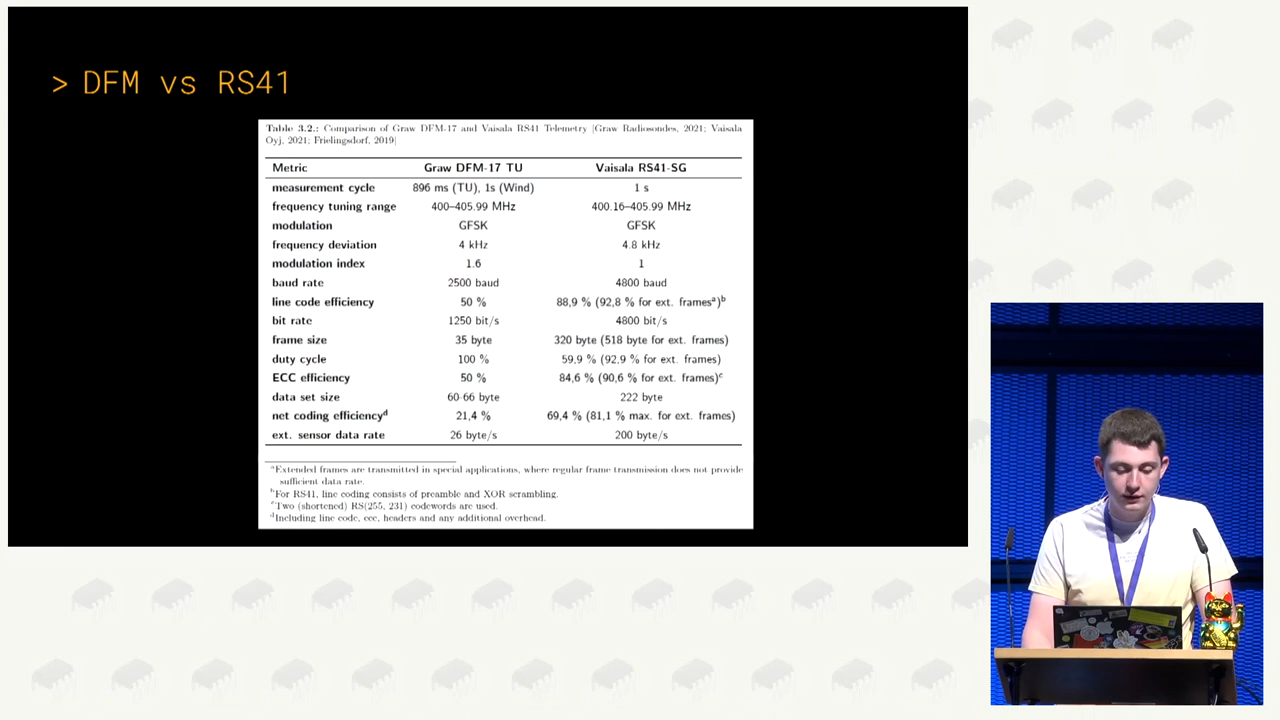 > DFM vs RS41
Table 3.2.: Comparison of Graw DFM-17 and Vaisala RS41 Telemetry [Graw Radiosondes, 2021; Vaisala
Oyj, 2021; Frielingsdorf, 2019]
Metric Graw DFM-17 TU Vaisala RS41-SG
measurement cycle 896 ms (TU), 1s (Wind) 1 s
frequency tuning range 400–405.99 MHz 400.16–405.99 MHz
modulation GFSK GFSK
frequency deviation 4 kHz 4.8 kHz
modulation index 1.6 1
baud rate 2500 baud 4800 baud
line code efficiency 50 % 88,9 % (92,8 % for ext. framesᵃ)ᵇ
bit rate 1250 bit/s 4800 bit/s
frame size 35 byte 320 byte (518 byte for ext. frames)
duty cycle 100 % 59,9 % (92.9 % for ext. frames)
ECC efficiency 50 % 84,6 % (90,6 % for ext. frames)ᶜ
data set size 60-66 byte 222 byte
net coding efficiencyᵈ 21,4 % 69,4 % (81,1 % max. for ext. frames)
ext. sensor data rate 26 byte/s 200 byte/s
ᵃExtended frames are transmitted in special applications, where regular frame transmission does not provide
sufficient data rate.
ᵇFor RS41, line coding consists of preamble and XOR scrambling.
ᶜTwo (shortened) RS(255, 231) codewords are used.
ᵈIncluding line code, ecc, headers and any additional overhead.